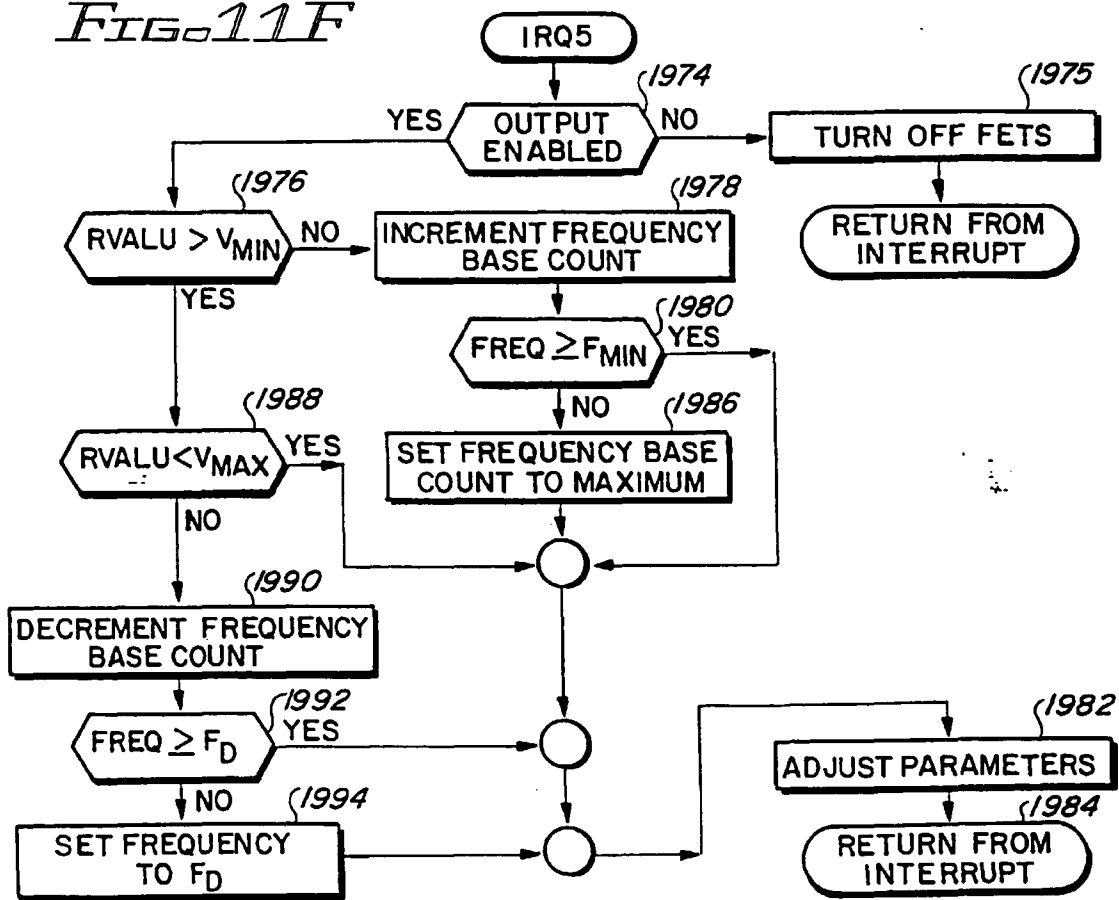 FIG. 11F
IRQ5
1974
OUTPUT
ENABLED
YES
NO
1975
TURN OFF FETS
RETURN FROM
INTERRUPT
1976
RVALU > VMIN
NO
YES
1978
INCREMENT FREQUENCY
BASE COUNT
1980
FREQ ≥ FMIN
YES
NO
1986
SET FREQUENCY BASE
COUNT TO MAXIMUM
1988
RVALU < VMAX
YES
NO
1990
DECREMENT FREQUENCY
BASE COUNT
1992
FREQ ≥ FD
YES
NO
1994
SET FREQUENCY
TO FD
1982
ADJUST PARAMETERS
1984
RETURN FROM
INTERRUPT